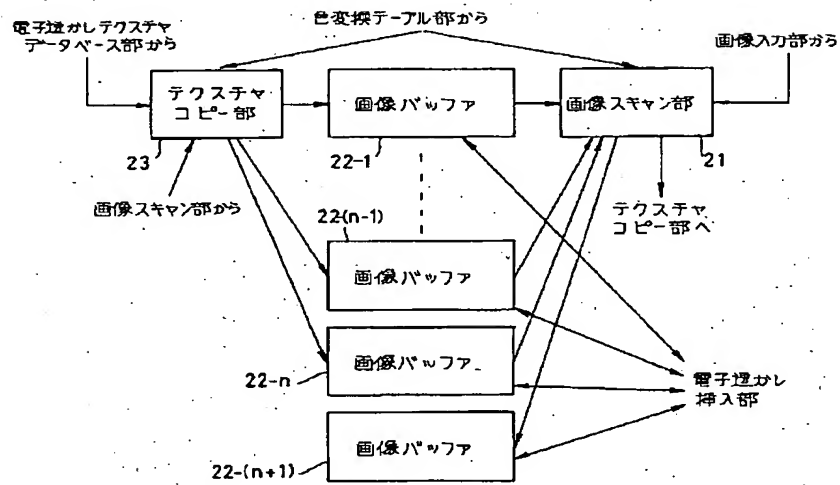 電子透かしテクスチャ
データベース部から
色変換テーブル部から
画像入力部から
テクスチャ
コピー部
画像バッファ
画像スキャン部
23
22-1
21
画像スキャン部から
テクスチャ
コピー部へ
22-(n-1)
画像バッファ
画像バッファ
22-n
電子透かし
挿入部
画像バッファ
22-(n+1)